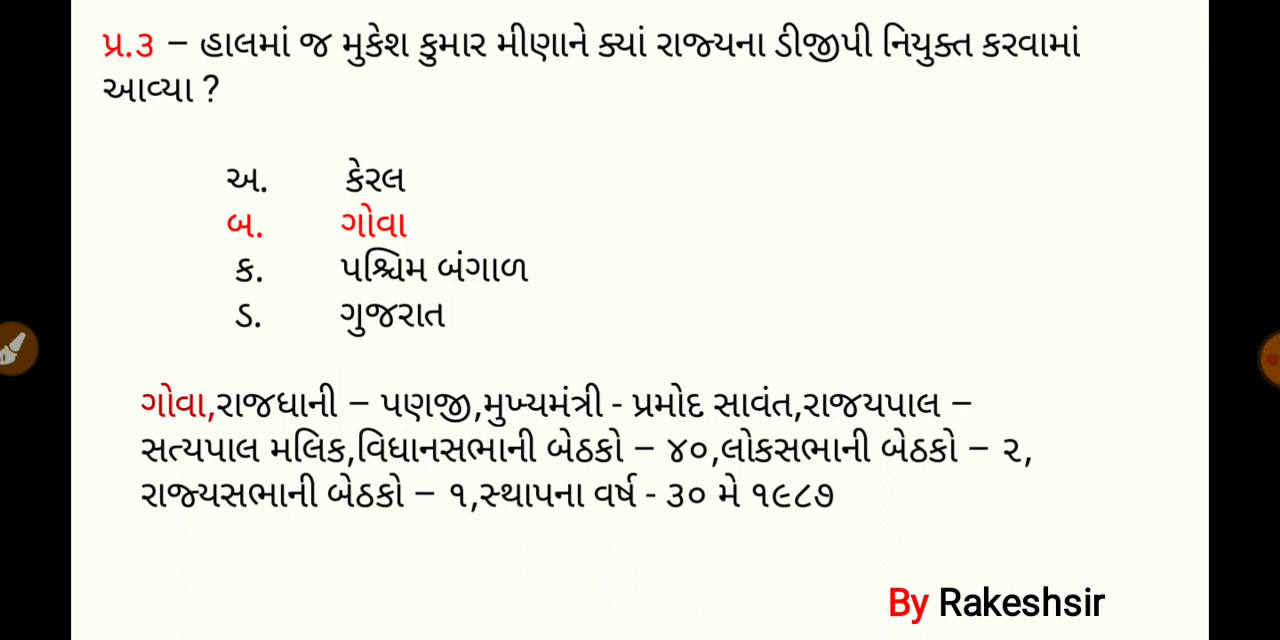 પ્ર.૩ – હાલમાં જ મુકેશ કુમાર મીણાને ક્યાં રાજ્યના ડીજીપી નિયુક્ત કરવામાં
આવ્યા ?
અ. કેરલ
બ. ગોવા
ક. પશ્ચિમ બંગાળ
ડ. ગુજરાત
ગોવા,રાજધાની – પણજી,મુખ્યમંત્રી - પ્રમોદ સાવંત,રાજયપાલ –
સત્યપાલ મલિક,વિધાનસભાની બેઠકો – ૪૦,લોકસભાની બેઠકો – ૨,
રાજ્યસભાની બેઠકો – ૧,સ્થાપના વર્ષ - ૩૦ મે ૧૯૮૭
By Rakeshsir